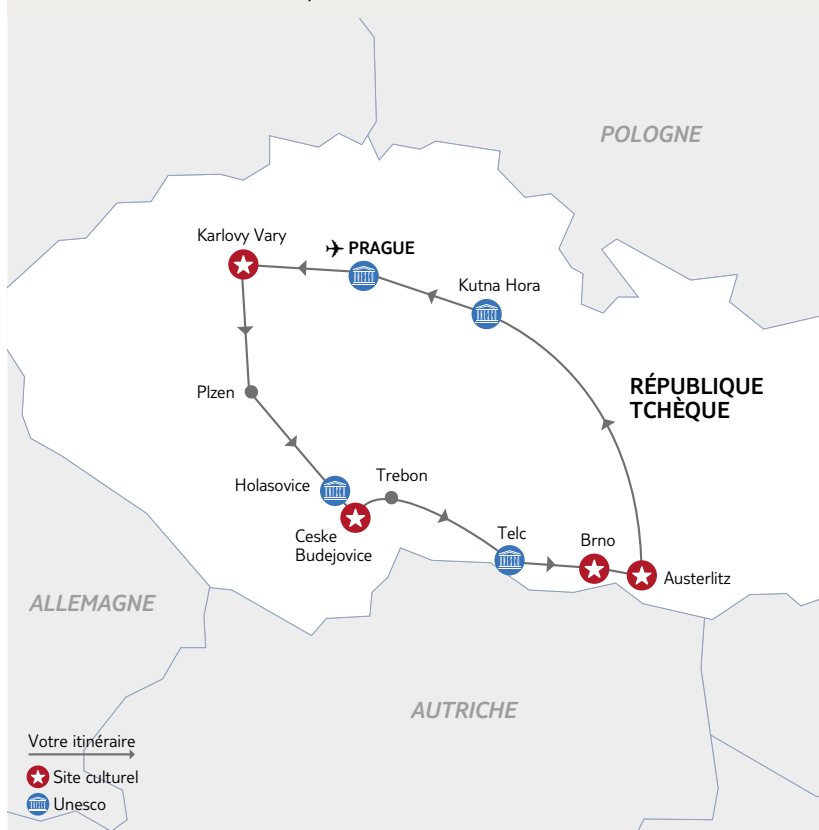 POLOGNE
Karlovy Vary
PRAGUE
Kutna Hora
RÉPUBLIQUE
TCHÈQUE
Plzen
Trebon
Holasovice
Ceske
Budejovice
Telc
Brno
Austerlitz
ALLEMAGNE
AUTRICHE
Votre itinéraire
Site culturel
Unesco